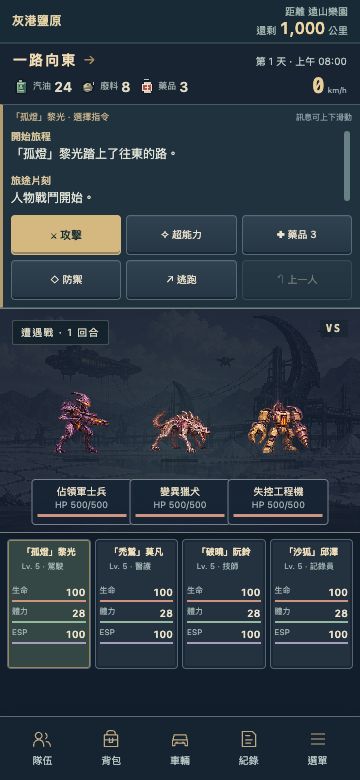 灰港鹽原
距離 遠山樂園
還剩 1,000 公里
一路向東 →
第 1 天 · 上午 08:00
汽油 24 廢料 8 藥品 3
0 km/h
「孤燈」黎光 · 選擇指令
訊息可上下滑動
開始旅程
「孤燈」黎光踏上了往東的路。
旅途片刻
人物戰鬥開始。
⚔ 攻擊
✧ 超能力
✚ 藥品 3
◇ 防禦
↗ 逃跑
↰ 上一人
遭遇戰 · 1 回合
VS
佔領軍士兵
HP 500/500
變異獵犬
HP 500/500
失控工程機
HP 500/500
「孤燈」黎光
Lv. 5 · 駕駛
生命 100
體力 28
ESP 100
「禿鷲」莫凡
Lv. 5 · 醫護
生命 100
體力 28
ESP 100
「破曉」阮鈴
Lv. 5 · 技師
生命 100
體力 28
ESP 100
「沙狐」邱澤
Lv. 5 · 記錄員
生命 100
體力 28
ESP 100
隊伍
背包
車輛
紀錄
選單